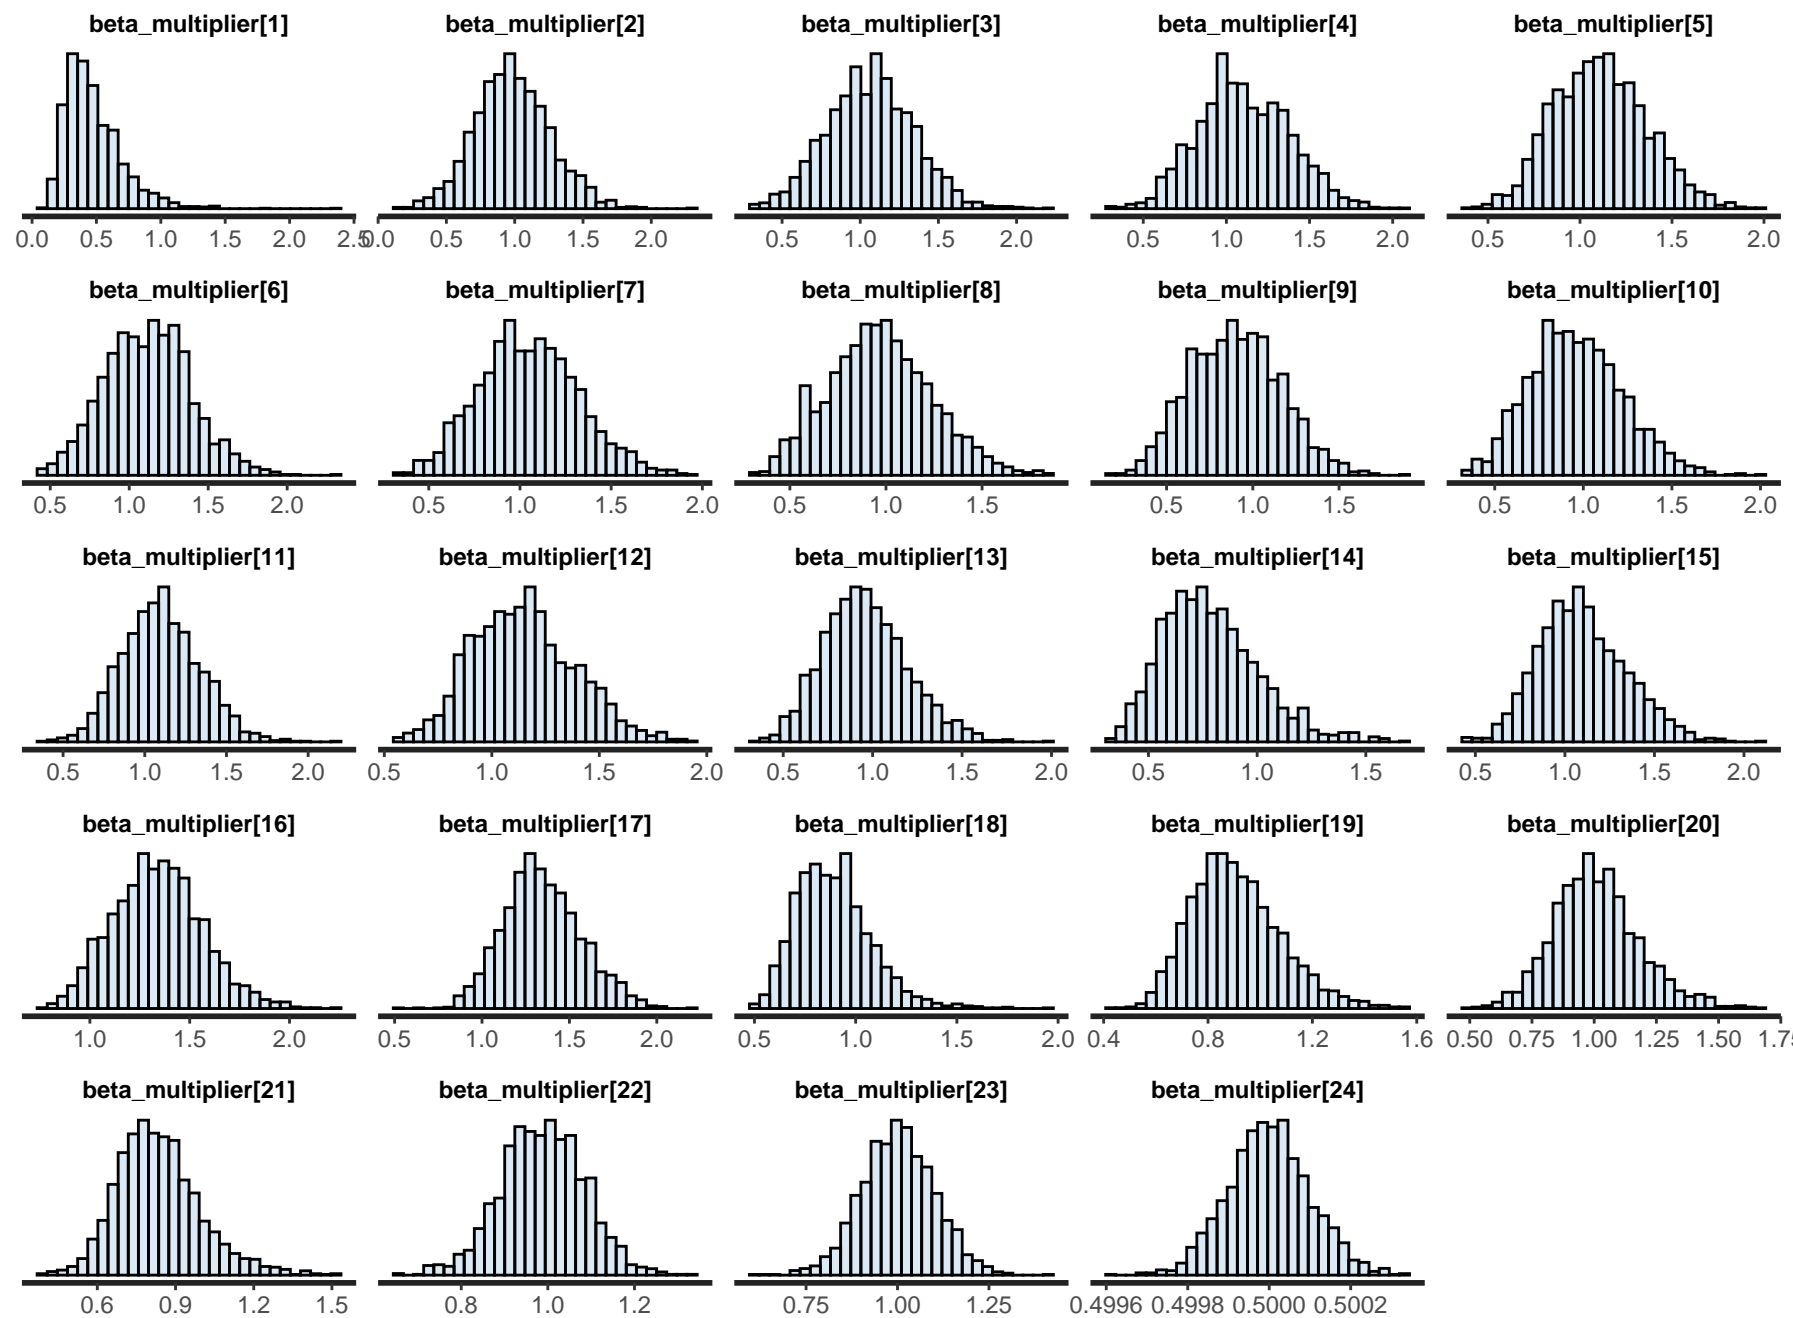 beta_multiplier[1] beta_multiplier[2] beta_multiplier[3] beta_multiplier[4] beta_multiplier[5]
0.0 0.5 1.0 1.5 2.0 2.5 0.0 0.5 1.0 1.5 2.0 0.5 1.0 1.5 2.0 0.5 1.0 1.5 2.0 0.5 1.0 1.5 2.0
beta_multiplier[6] beta_multiplier[7] beta_multiplier[8] beta_multiplier[9] beta_multiplier[10]
0.5 1.0 1.5 2.0 0.5 1.0 1.5 2.0 0.5 1.0 1.5 0.5 1.0 1.5 0.5 1.0 1.5 2.0
beta_multiplier[11] beta_multiplier[12] beta_multiplier[13] beta_multiplier[14] beta_multiplier[15]
0.5 1.0 1.5 2.0 0.5 1.0 1.5 2.0 0.5 1.0 1.5 2.0 0.5 1.0 1.5 0.5 1.0 1.5 2.0
beta_multiplier[16] beta_multiplier[17] beta_multiplier[18] beta_multiplier[19] beta_multiplier[20]
1.0 1.5 2.0 0.5 1.0 1.5 2.0 0.5 1.0 1.5 2.0 0.4 0.8 1.2 1.6 0.50 0.75 1.00 1.25 1.50 1.75
beta_multiplier[21] beta_multiplier[22] beta_multiplier[23] beta_multiplier[24]
0.6 0.9 1.2 1.5 0.8 1.0 1.2 0.75 1.00 1.25 0.4996 0.4998 0.5000 0.5002